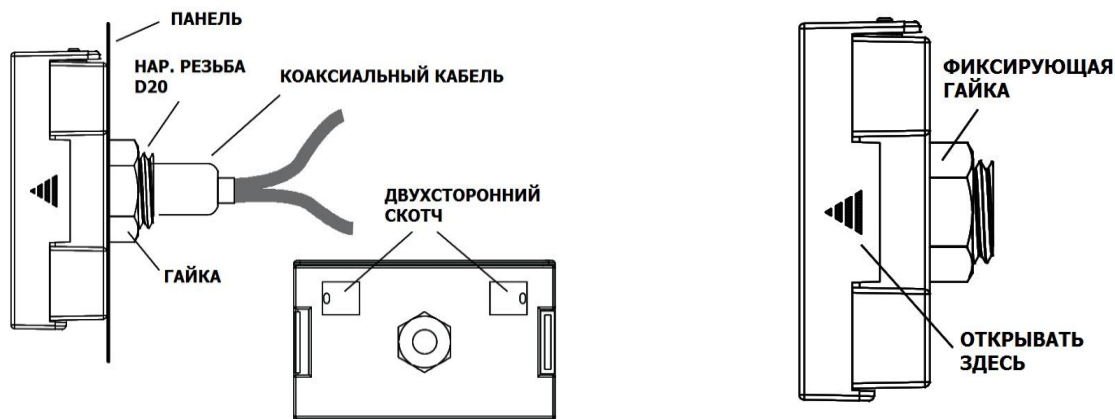 ПАНЕЛЬ
НАР. РЕЗЬБА
D20
КОАКСИАЛЬНЫЙ КАБЕЛЬ
ДВУХСТОРОННИЙ
СКОТЧ
ГАЙКА
ФИКСИРУЮЩАЯ
ГАЙКА
ОТКРЫВАТЬ
ЗДЕСЬ